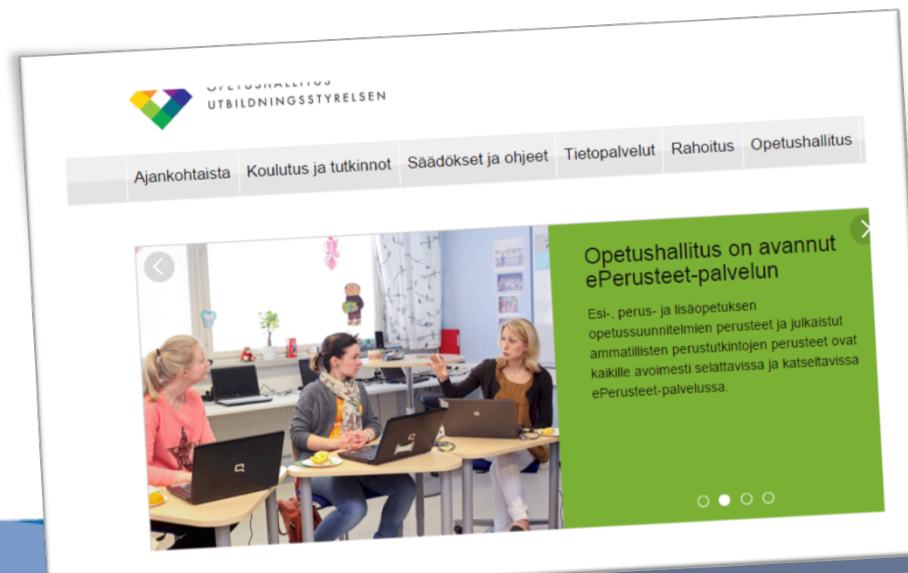 OPETUSHALLITUS
UTBILDNINGSSTYRELSEN
Ajankohtaista Koulutus ja tutkinnot Säädökset ja ohjeet Tietopalvelut Rahoitus Opetushallitus
Opetushallitus on avannut
ePerusteet-palvelun
Esi-, perus- ja lisäopetuksen
opetussuunnitelmien perusteet ja julkaistut
ammatillisten perustutkintojen perusteet ovat
kaikille avoimesti selattavissa ja katseltavissa
ePerusteet-palvelussa.